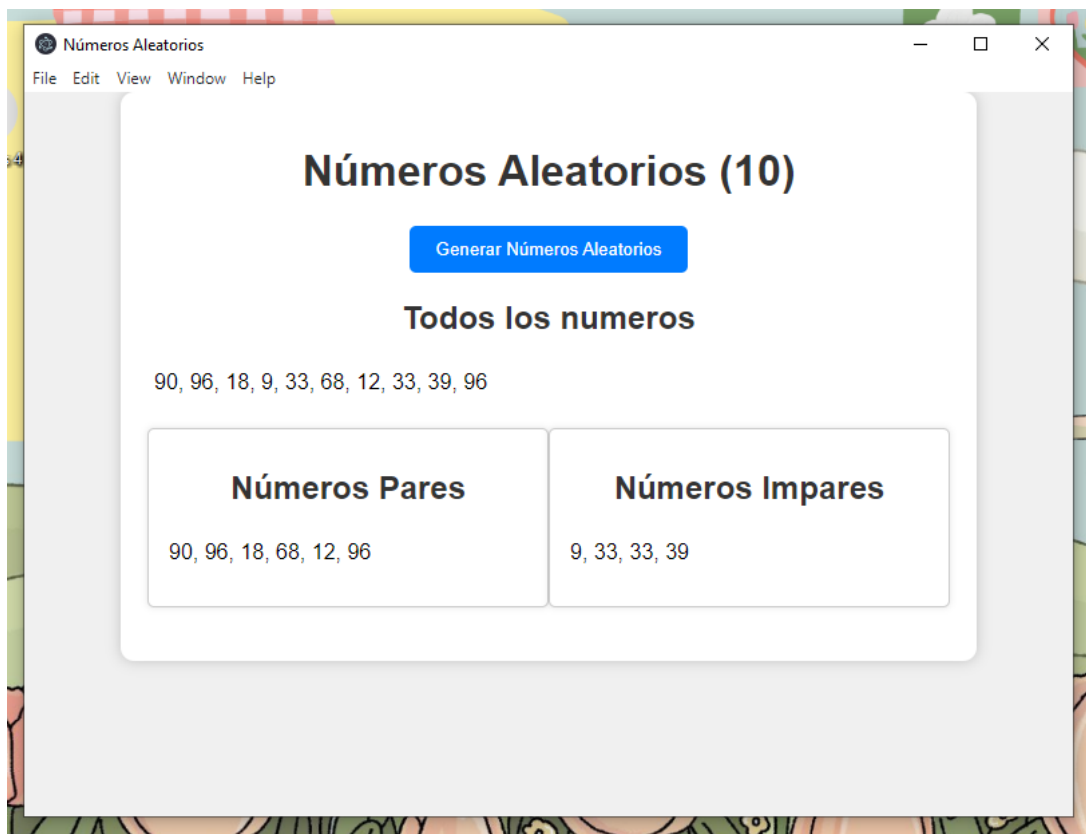 Números Aleatorios
File Edit View Window Help
Números Aleatorios (10)
Generar Números Aleatorios
Todos los numeros
90, 96, 18, 9, 33, 68, 12, 33, 39, 96
Números Pares
90, 96, 18, 68, 12, 96
Números Impares
9, 33, 33, 39